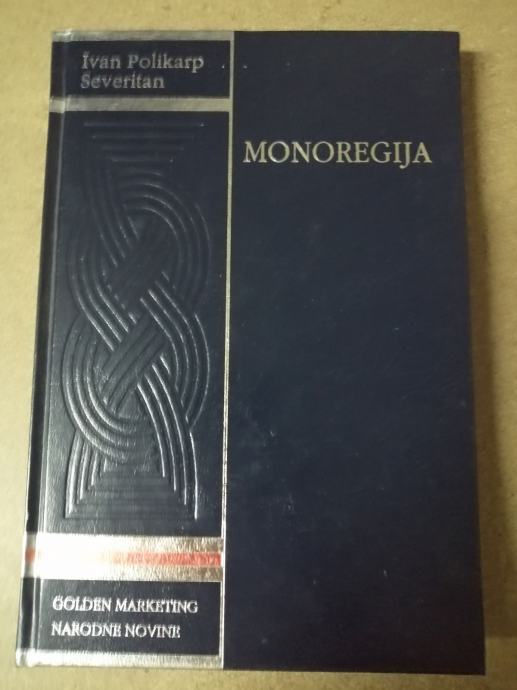 Ivan Polikarp
Severitan
MONOREGIJA
GOLDEN MARKETING
NARODNE NOVINE